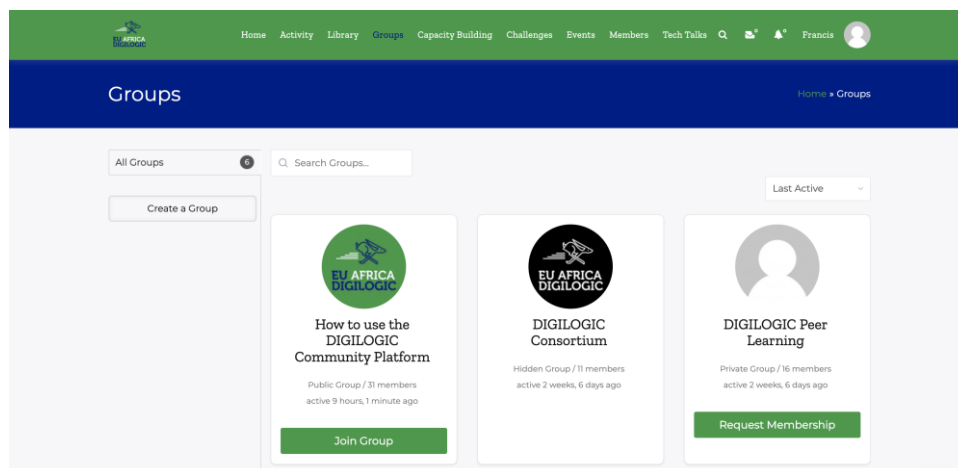 EU AFRICA
DIGILOGIC
Home Activity Library Groups Capacity Building Challenges Events Members Tech Talks 0 0 Francis
Groups
Home » Groups
All Groups 6
Search Groups...
Last Active
Create a Group
EU AFRICA
DIGILOGIC
How to use the
DIGILOGIC
Community Platform
Public Group / 31 members
active 9 hours, 1 minute ago
Join Group
EU AFRICA
DIGILOGIC
DIGILOGIC
Consortium
Hidden Group / 11 members
active 2 weeks, 6 days ago
DIGILOGIC Peer
Learning
Private Group / 16 members
active 2 weeks, 6 days ago
Request Membership